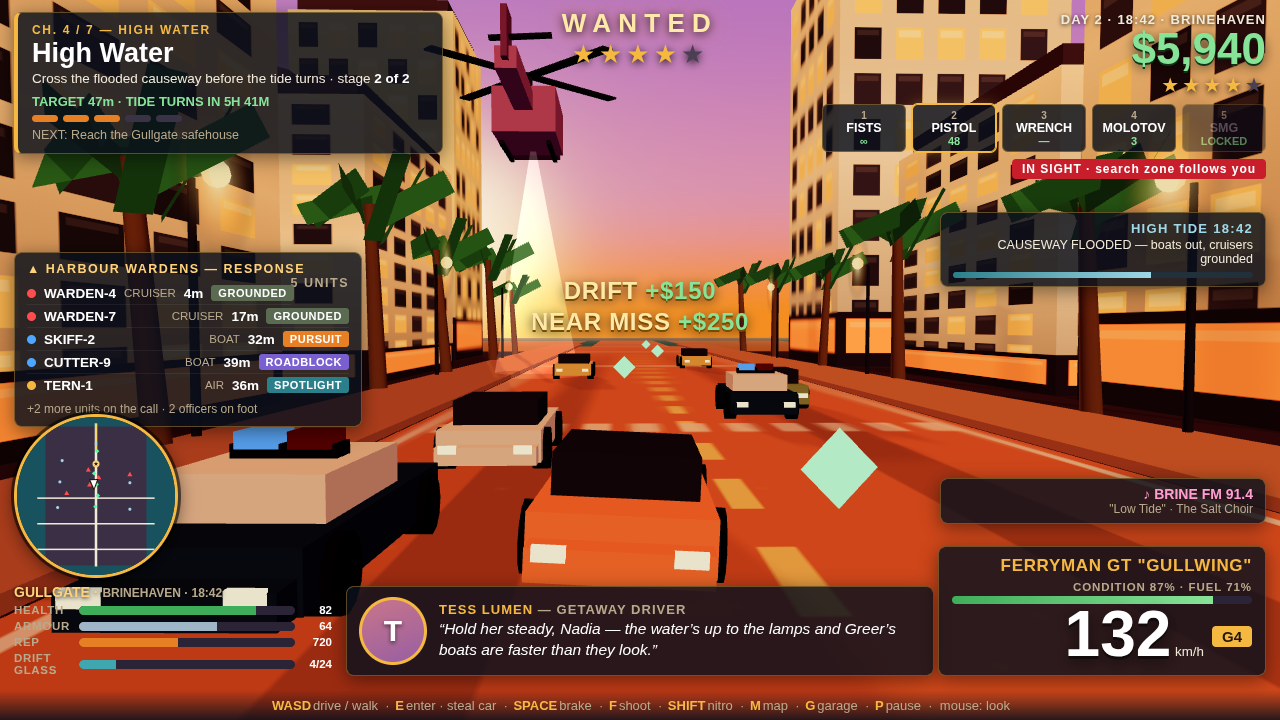 CH. 4 / 7 — HIGH WATER
High Water
Cross the flooded causeway before the tide turns · stage 2 of 2
TARGET 47m · TIDE TURNS IN 5H 41M
NEXT: Reach the Gullgate safehouse
WANTED
★★★★★
DAY 2 · 18:42 · BRINEHAVEN
$5,940
★★★★★
1 FISTS ∞
2 PISTOL 48
3 WRENCH —
4 MOLOTOV 3
5 SMG LOCKED
IN SIGHT · search zone follows you
HIGH TIDE 18:42
CAUSEWAY FLOODED — boats out, cruisers
grounded
▲ HARBOUR WARDENS — RESPONSE
5 UNITS
WARDEN-4 CRUISER 4m GROUNDED
WARDEN-7 CRUISER 17m GROUNDED
SKIFF-2 BOAT 32m PURSUIT
CUTTER-9 BOAT 39m ROADBLOCK
TERN-1 AIR 36m SPOTLIGHT
+2 more units on the call · 2 officers on foot
DRIFT +$150
NEAR MISS +$250
♪ BRINE FM 91.4
"Low Tide" · The Salt Choir
GULLGATE · BRINEHAVEN · 18:42
HEALTH 82
ARMOUR 64
REP 720
DRIFT GLASS 4/24
T
TESS LUMEN — GETAWAY DRIVER
“Hold her steady, Nadia — the water’s up to the lamps and Greer’s
boats are faster than they look.”
FERRYMAN GT "GULLWING"
CONDITION 87% · FUEL 71%
132 km/h G4
WASD drive / walk · E enter · steal car · SPACE brake · F shoot · SHIFT nitro · M map · G garage · P pause · mouse: look